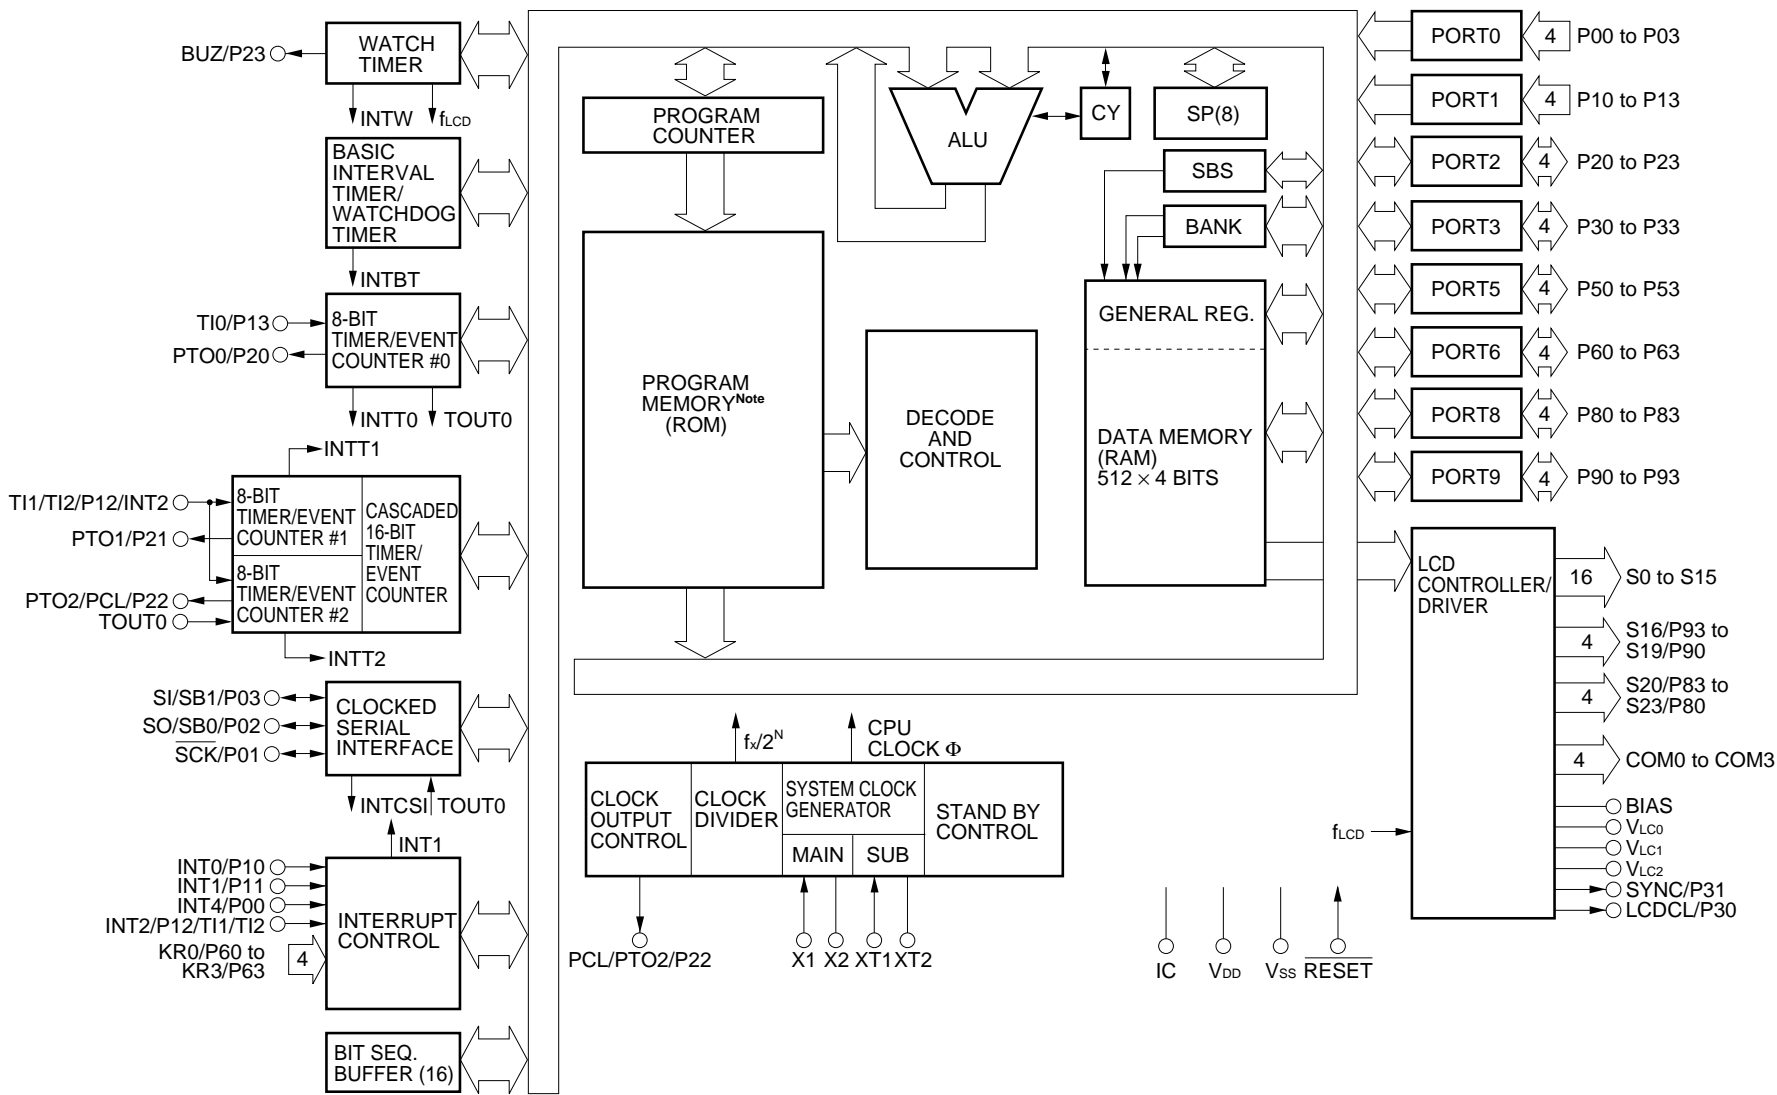 BUZ/P23
WATCH
TIMER
INTW
fLCD
BASIC
INTERVAL
TIMER/
WATCHDOG
TIMER
INTBT
TI0/P13
PTO0/P20
8-BIT
TIMER/EVENT
COUNTER #0
INTT0
TOUT0
INTT1
TI1/TI2/P12/INT2
PTO1/P21
PTO2/PCL/P22
TOUT0
8-BIT
TIMER/EVENT
COUNTER #1
8-BIT
TIMER/EVENT
COUNTER #2
CASCADED
16-BIT
TIMER/
EVENT
COUNTER
INTT2
SI/SB1/P03
SO/SB0/P02
SCK/P01
CLOCKED
SERIAL
INTERFACE
INTCSI
TOUT0
INT1
INT0/P10
INT1/P11
INT4/P00
INT2/P12/TI1/TI2
KR0/P60 to
KR3/P63
4
INTERRUPT
CONTROL
BIT SEQ.
BUFFER (16)
PROGRAM
COUNTER
ALU
CY
SP(8)
SBS
BANK
PROGRAM
MEMORYNote
(ROM)
DECODE
AND
CONTROL
GENERAL REG.
DATA MEMORY
(RAM)
512 × 4 BITS
fx/2N
CPU
CLOCK Φ
CLOCK
OUTPUT
CONTROL
CLOCK
DIVIDER
SYSTEM CLOCK
GENERATOR
MAIN
SUB
STAND BY
CONTROL
PCL/PTO2/P22
X1
X2
XT1
XT2
IC
VDD
VSS
RESET
PORT0
4
P00 to P03
PORT1
4
P10 to P13
PORT2
4
P20 to P23
PORT3
4
P30 to P33
PORT5
4
P50 to P53
PORT6
4
P60 to P63
PORT8
4
P80 to P83
PORT9
4
P90 to P93
LCD
CONTROLLER/
DRIVER
fLCD
16
S0 to S15
4
S16/P93 to
S19/P90
4
S20/P83 to
S23/P80
4
COM0 to COM3
BIAS
VLC0
VLC1
VLC2
SYNC/P31
LCDCL/P30